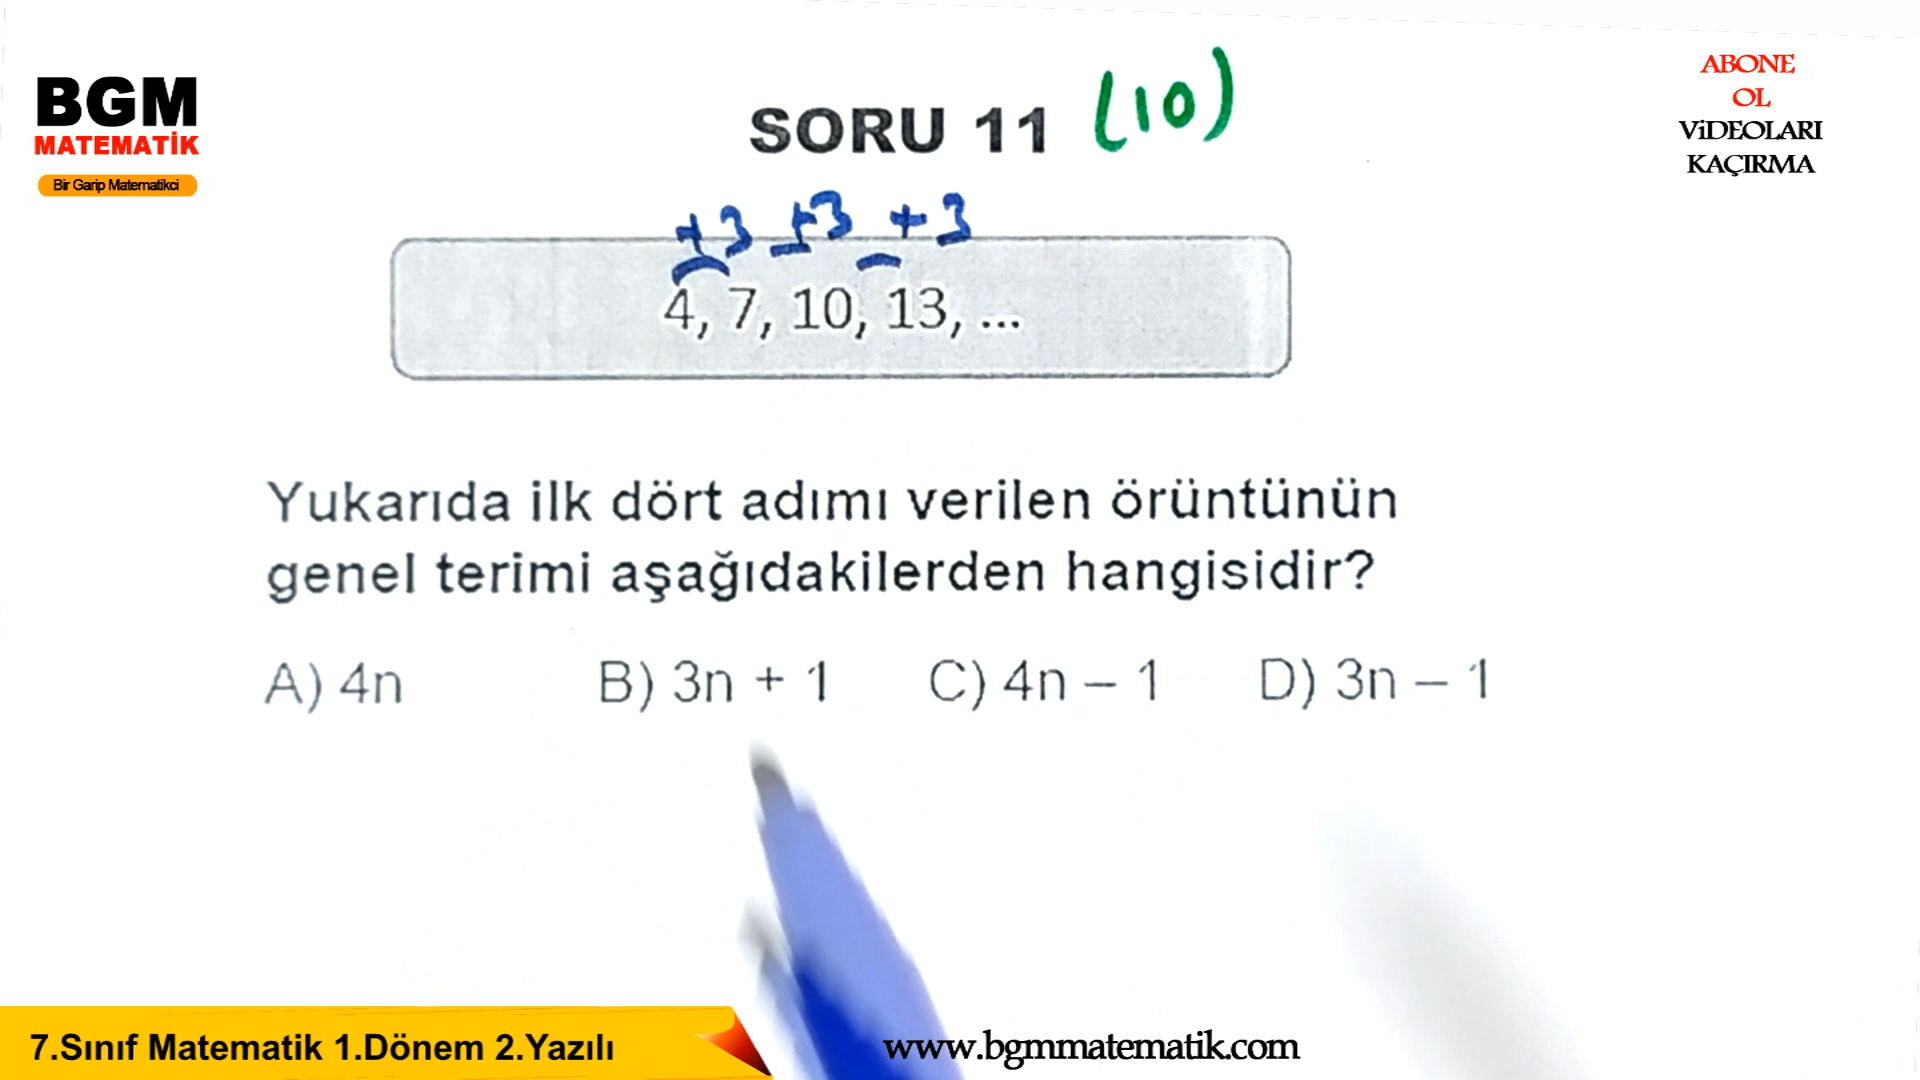 BGM
MATEMATİK
Bir Garip Matematikci
SORU 11 (10)
ABONE
OL
ViDEOLARI
KAÇIRMA
+3 +3 +3
4, 7, 10, 13, ...
Yukarıda ilk dört adımı verilen örüntünün
genel terimi aşağıdakilerden hangisidir?
A) 4n B) 3n + 1 C) 4n – 1 D) 3n – 1
7.Sınıf Matematik 1.Dönem 2.Yazılı
www.bgmmatematik.com